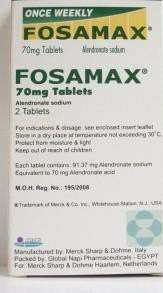 ONCE WEEKLY
FOSAMAX®
70mg Tablets Alendronate sodium
FOSAMAX®
70mg Tablets
Alendronate sodium
2 Tablets
For indications & dosage: see enclosed insert leaflet
Store in a dry place at temperature not exceeding 30°C.
Protect from moisture & light
Keep out of reach of children
Each tablet contains: 91.37 mg Alendronate sodium
Equivalent to 70 mg Alendronate acid
M.O.H. Reg. No.: 195/2008
® Trademark of Merck & Co. Inc., Whitehouse Station, N.J. USA
Manufactured by Merck Sharp & Dohme, Italy
Packed by: Global Napi Pharmaceuticals - EGYPT
For: Merck Sharp & Dohme Haarlem, Netherlands